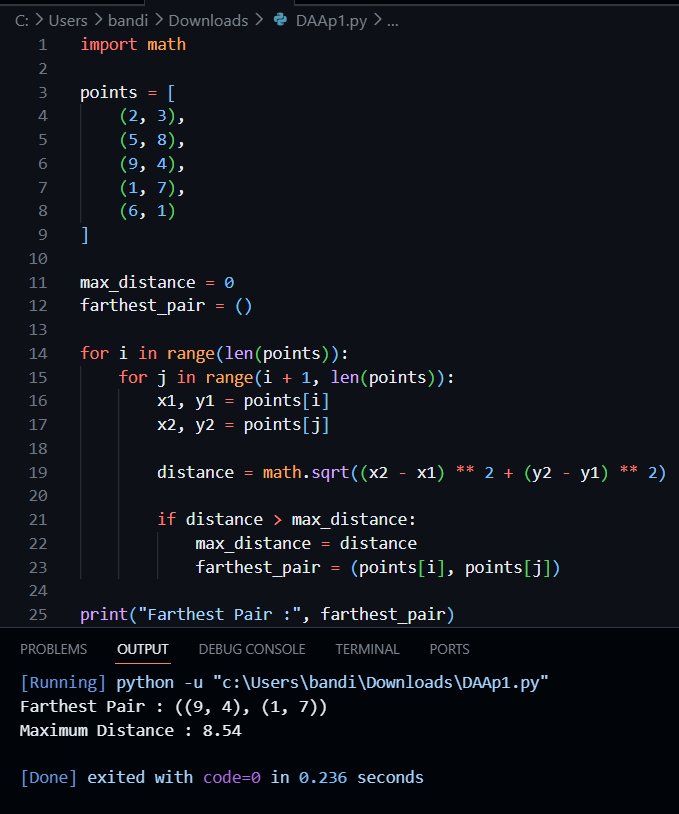 C: > Users > bandi > Downloads > DAAp1.py > ...
1 import math
2
3 points = [
4     (2, 3),
5     (5, 8),
6     (9, 4),
7     (1, 7),
8     (6, 1)
9 ]
10
11 max_distance = 0
12 farthest_pair = ()
13
14 for i in range(len(points)):
15     for j in range(i + 1, len(points)):
16         x1, y1 = points[i]
17         x2, y2 = points[j]
18
19         distance = math.sqrt((x2 - x1) ** 2 + (y2 - y1) ** 2)
20
21         if distance > max_distance:
22             max_distance = distance
23             farthest_pair = (points[i], points[j])
24
25 print("Farthest Pair :", farthest_pair)
PROBLEMS OUTPUT DEBUG CONSOLE TERMINAL PORTS
[Running] python -u "c:\Users\bandi\Downloads\DAAp1.py"
Farthest Pair : ((9, 4), (1, 7))
Maximum Distance : 8.54
[Done] exited with code=0 in 0.236 seconds